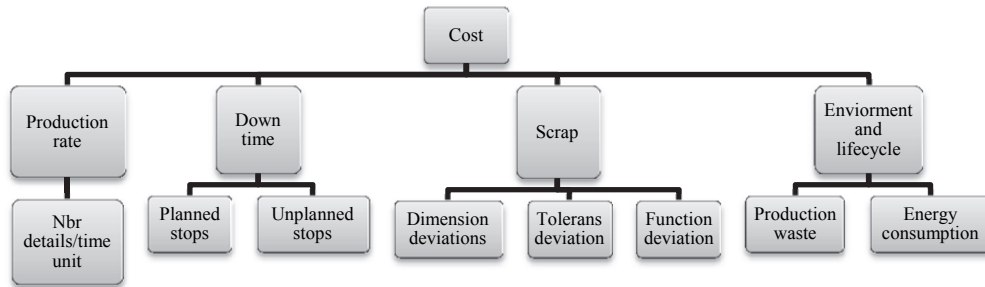 Cost
Production
rate
Down
time
Scrap
Enviorment
and
lifecycle
Nbr
details/time
unit
Planned
stops
Unplanned
stops
Dimension
deviations
Tolerans
deviation
Function
deviation
Production
waste
Energy
consumption